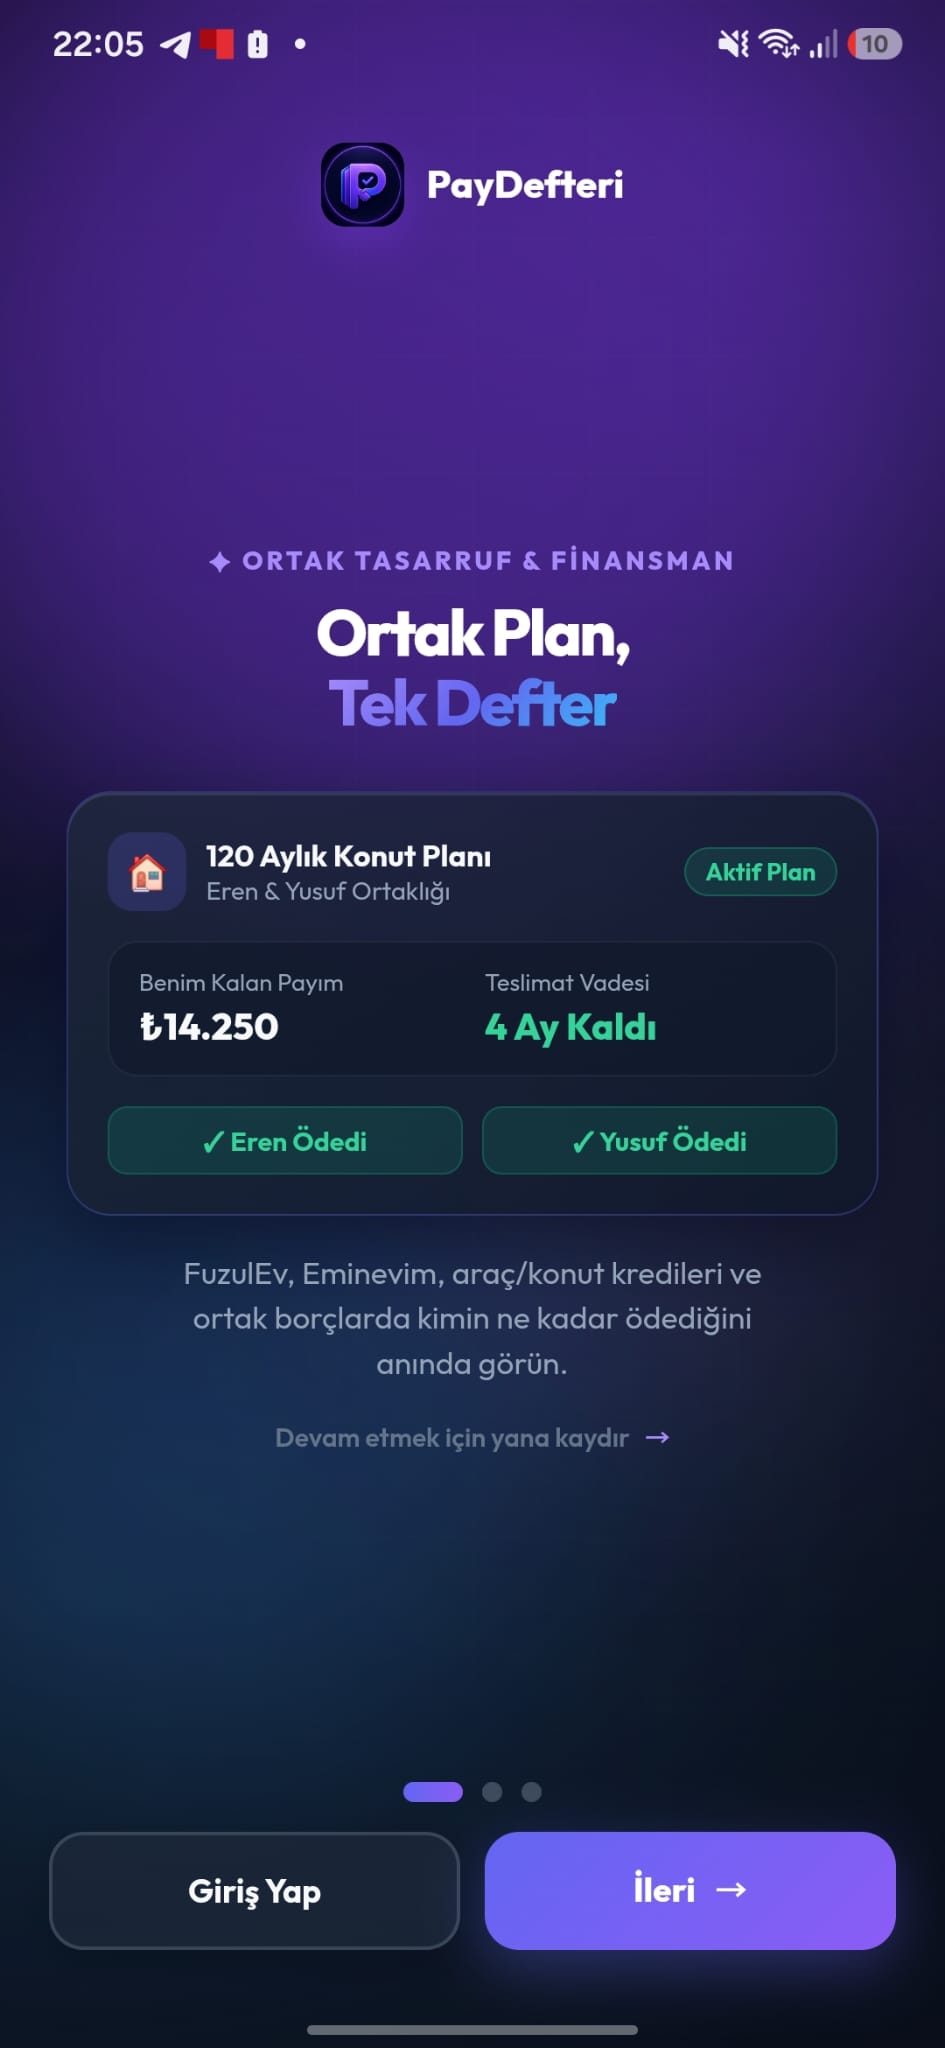 22:05
10
PayDefteri
ORTAK TASARRUF & FİNANSMAN
Ortak Plan,
Tek Defter
120 Aylık Konut Planı
Eren & Yusuf Ortaklığı
Aktif Plan
Benim Kalan Payım
Teslimat Vadesi
₺14.250
4 Ay Kaldı
✓ Eren Ödedi
✓ Yusuf Ödedi
FuzulEv, Eminevim, araç/konut kredileri ve
ortak borçlarda kimin ne kadar ödediğini
anında görün.
Devam etmek için yana kaydır →
Giriş Yap
İleri →